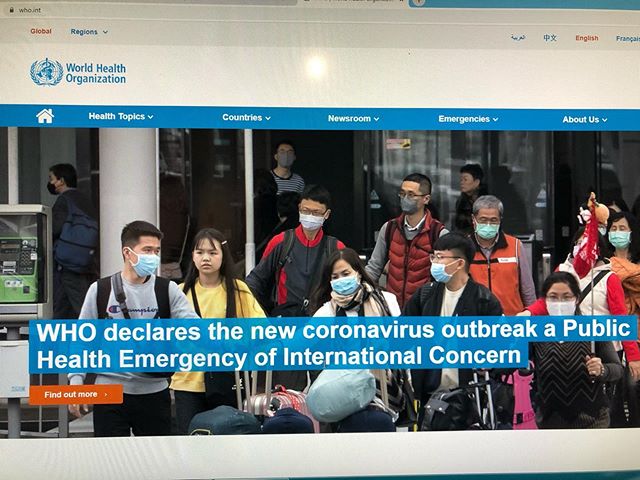 who.int
Global Regions
العربية 中文 English Français
World Health
Organization
Health Topics Countries Newsroom Emergencies About Us
Champion
WHO declares the new coronavirus outbreak a Public
Health Emergency of International Concern
Find out more